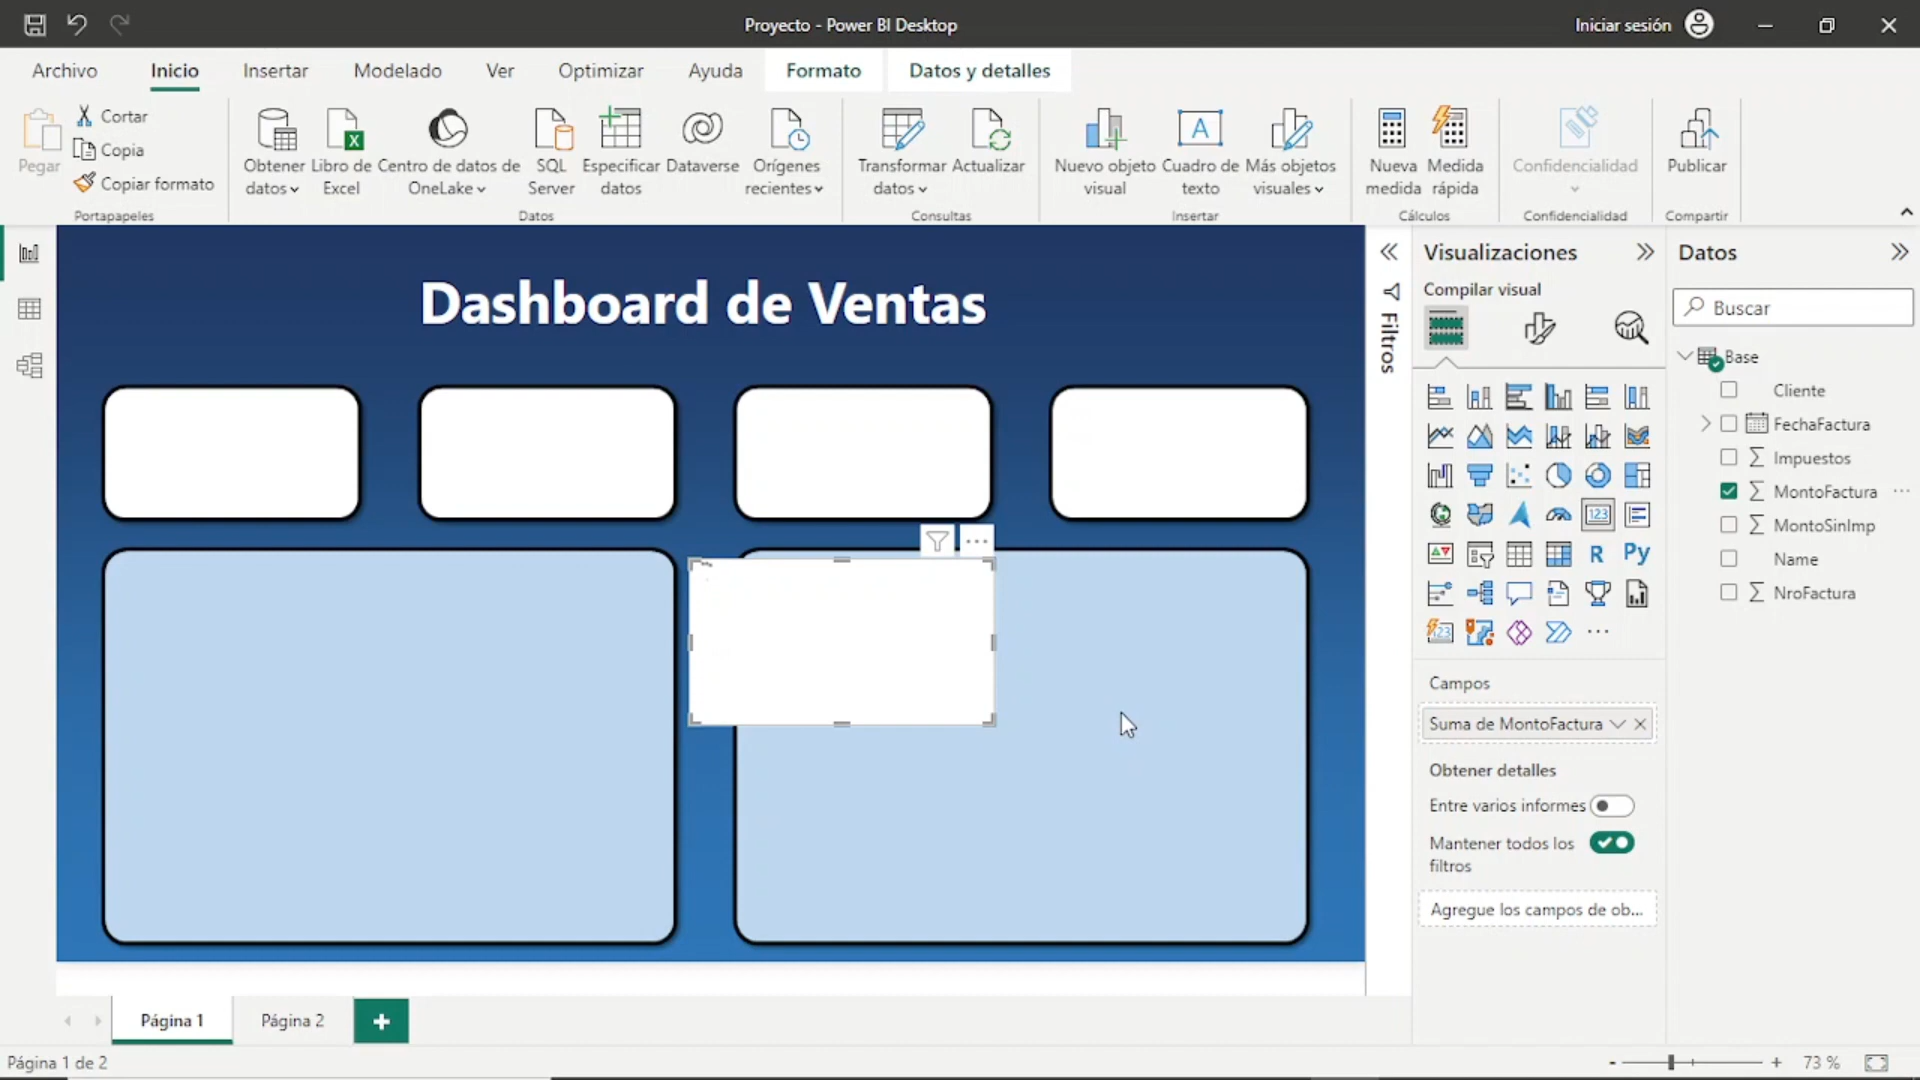 Proyecto - Power BI Desktop
Iniciar sesión
Archivo
Inicio
Insertar
Modelado
Ver
Optimizar
Ayuda
Formato
Datos y detalles
Pegar
Cortar
Copia
Copiar formato
Portapapeles
Obtener datos
Libro de Excel
Centro de datos de OneLake
SQL Server
Especificar datos
Dataverse
Orígenes recientes
Datos
Transformar datos
Actualizar
Consultas
Nuevo objeto visual
Cuadro de texto
Más objetos visuales
Insertar
Nueva medida
Medida rápida
Cálculos
Confidencialidad
Confidencialidad
Publicar
Compartir
Dashboard de Ventas
Filtros
Visualizaciones
Compilar visual
Campos
Suma de MontoFactura
Obtener detalles
Entre varios informes
Mantener todos los
filtros
Agregue los campos de ob...
Datos
Buscar
Base
Cliente
FechaFactura
Impuestos
MontoFactura
MontoSinImp
Name
NroFactura
Página 1
Página 2
Página 1 de 2
73 %